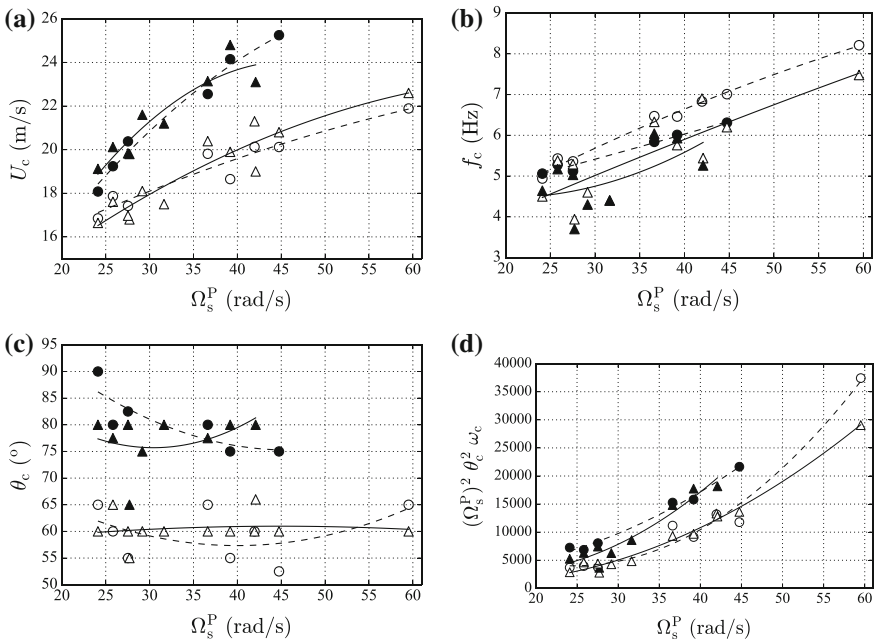 (a)
26
24
22
20
18
16
U_c (m/s)
20 25 30 35 40 45 50 55 60
Ω_s^P (rad/s)
(b)
9
8
7
6
5
4
3
f_c (Hz)
20 25 30 35 40 45 50 55 60
Ω_s^P (rad/s)
(c)
95
90
85
80
75
70
65
60
55
50
θ_c (°)
20 25 30 35 40 45 50 55 60
Ω_s^P (rad/s)
(d)
40000
35000
30000
25000
20000
15000
10000
5000
0
(Ω_s^P)^2 θ_c^2 ω_c
20 25 30 35 40 45 50 55 60
Ω_s^P (rad/s)